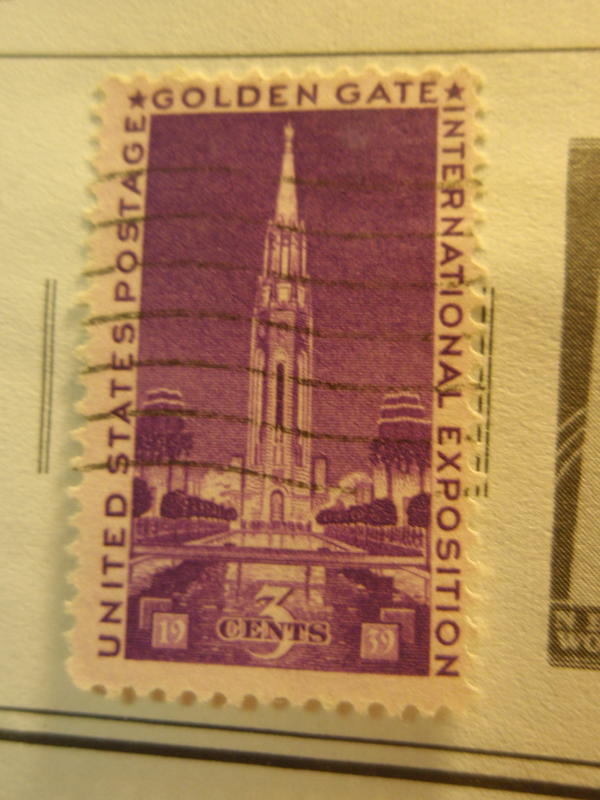 ★GOLDEN GATE★
UNITED STATES POSTAGE
INTERNATIONAL EXPOSITION
3
CENTS
19 39